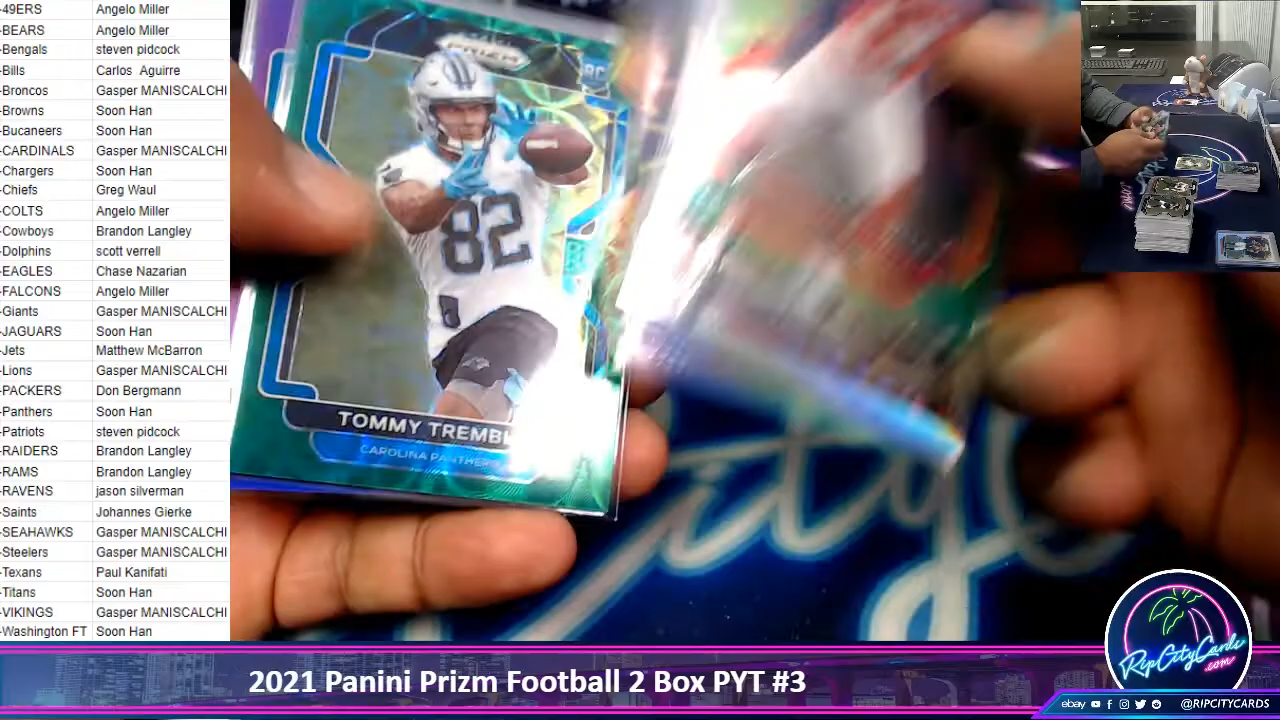 -49ERS Angelo Miller
-BEARS Angelo Miller
-Bengals steven pidcock
-Bills Carlos Aguirre
-Broncos Gasper MANISCALCHI
-Browns Soon Han
-Bucaneers Soon Han
-CARDINALS Gasper MANISCALCHI
-Chargers Soon Han
-Chiefs Greg Waul
-COLTS Angelo Miller
-Cowboys Brandon Langley
-Dolphins scott verrell
-EAGLES Chase Nazarian
-FALCONS Angelo Miller
-Giants Gasper MANISCALCHI
-JAGUARS Soon Han
-Jets Matthew McBarron
-Lions Gasper MANISCALCHI
-PACKERS Don Bergmann
-Panthers Soon Han
-Patriots steven pidcock
-RAIDERS Brandon Langley
-RAMS Brandon Langley
-RAVENS jason silverman
-Saints Johannes Gierke
-SEAHAWKS Gasper MANISCALCHI
-Steelers Gasper MANISCALCHI
-Texans Paul Kanifati
-Titans Soon Han
-VIKINGS Gasper MANISCALCHI
-Washington FT Soon Han
PRIZM
RC
82
TOMMY TREMBL
CAROLINA PANTHER
ity
2021 Panini Prizm Football 2 Box PYT #3
RipCityCards
.com
ebay @RIPCITYCARDS